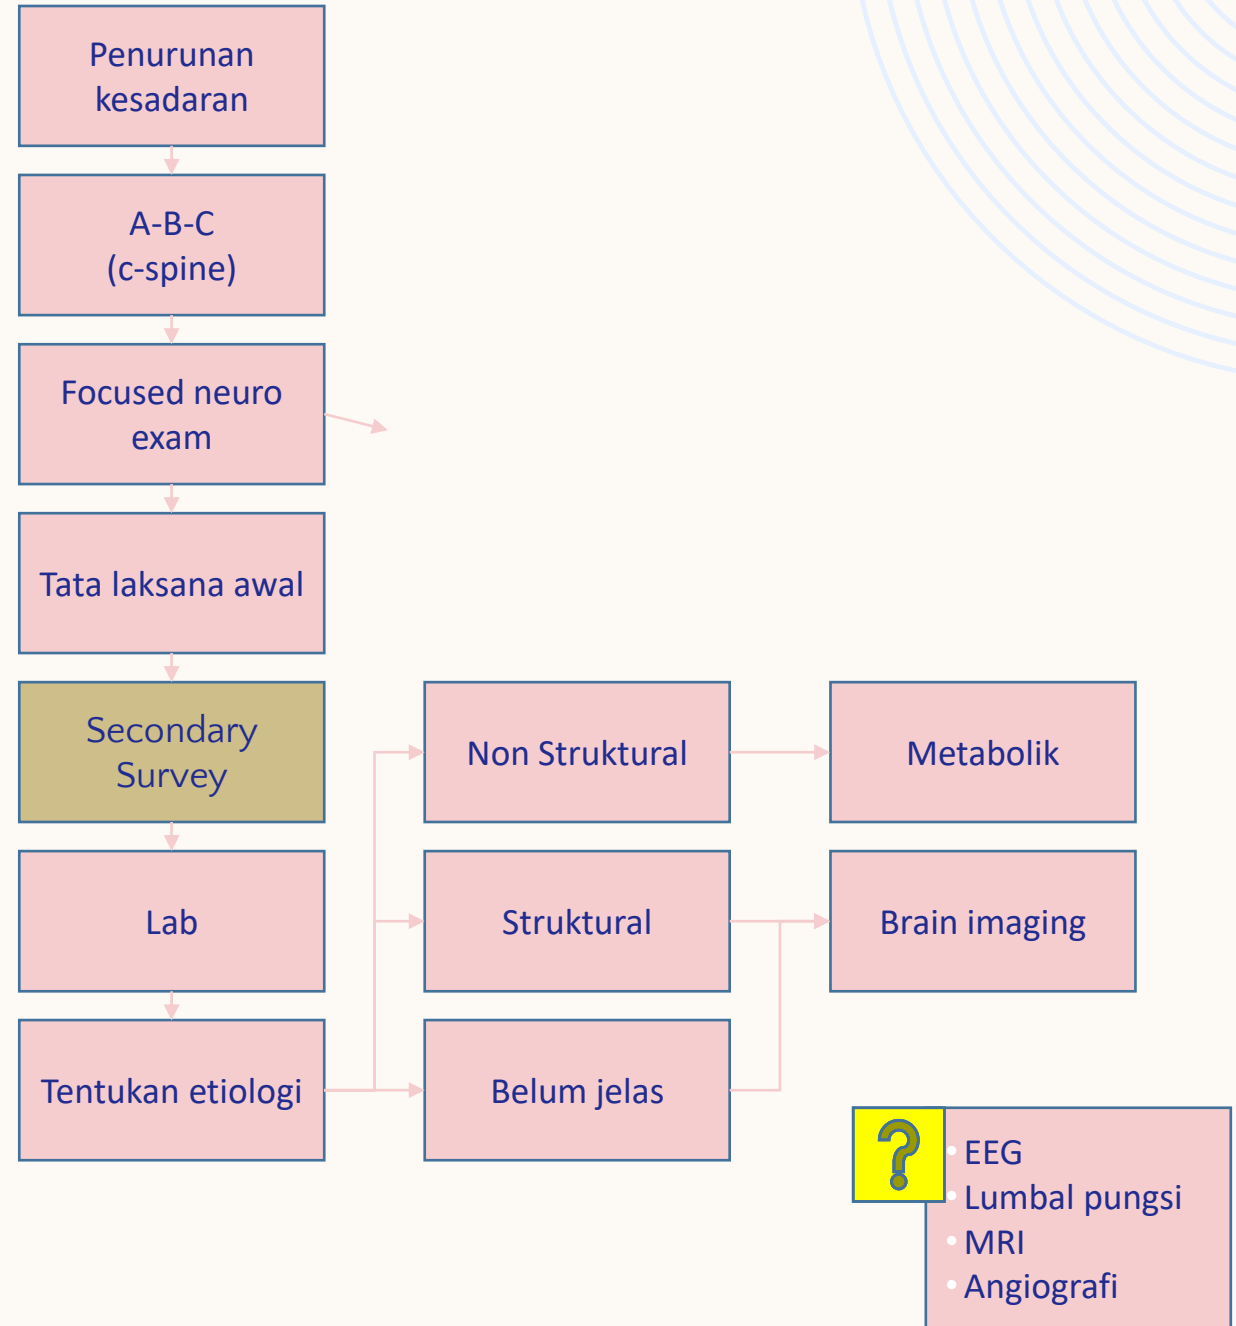 Penurunan
kesadaran
A-B-C
(c-spine)
Focused neuro
exam
Tata laksana awal
Secondary
Survey
Non Struktural
Metabolik
Lab
Struktural
Brain imaging
Tentukan etiologi
Belum jelas
?
• EEG
• Lumbal pungsi
• MRI
• Angiografi